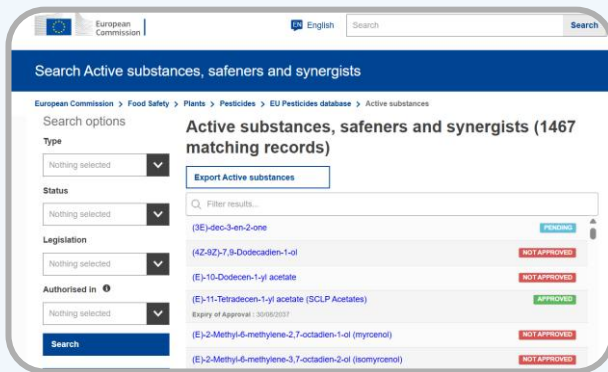 European
Commission
EN English
Search
Search
Search Active substances, safeners and synergists
European Commission > Food Safety > Plants > Pesticides > EU Pesticides database > Active substances
Search options
Type
Nothing selected
Status
Nothing selected
Legislation
Nothing selected
Authorised in
Nothing selected
Search
Active substances, safeners and synergists (1467
matching records)
Export Active substances
Filter results...
(3E)-dec-3-en-2-one PENDING
(4Z-9Z)-7,9-Dodecadien-1-ol NOT APPROVED
(E)-10-Dodecen-1-yl acetate NOT APPROVED
(E)-11-Tetradecen-1-yl acetate (SCLP Acetates) APPROVED
Expiry of Approval : 30/08/2037
(E)-2-Methyl-6-methylene-2,7-octadien-1-ol (myrcenol) NOT APPROVED
(E)-2-Methyl-6-methylene-3,7-octadien-2-ol (isomyrcenol) NOT APPROVED